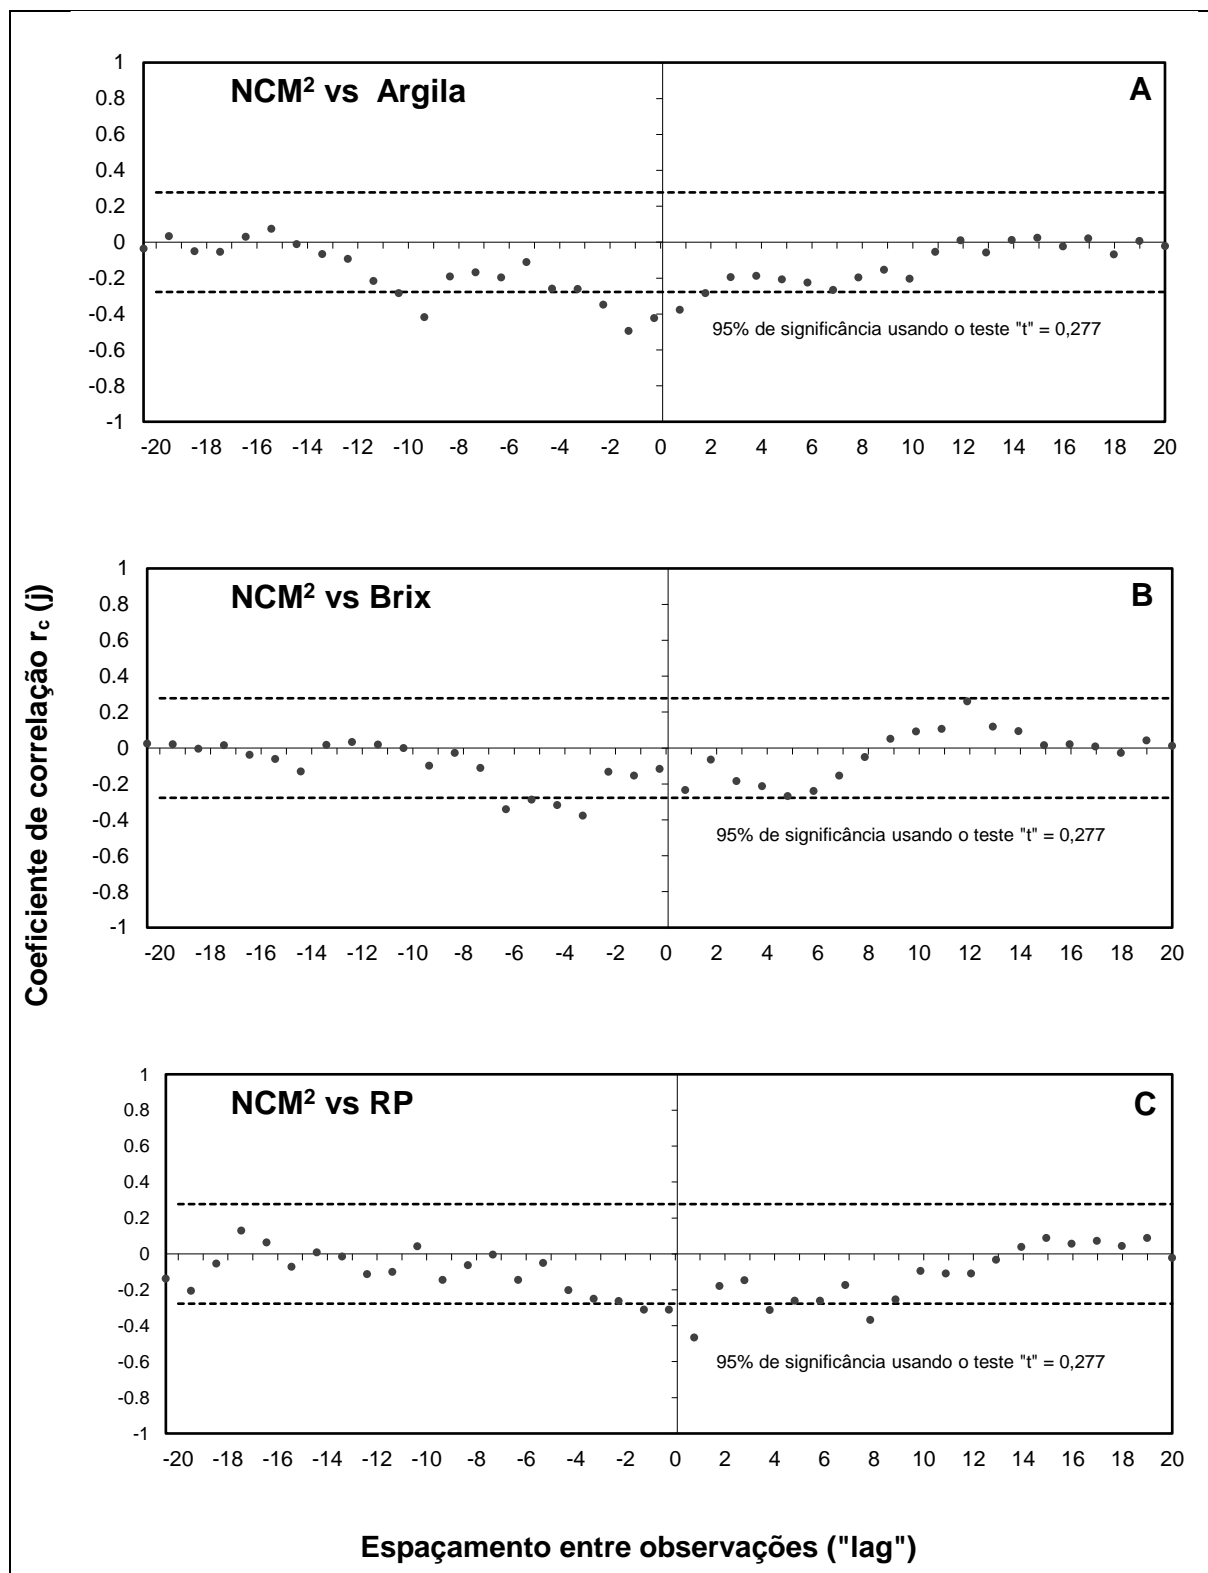 NCM² vs Argila
A
1
0.8
0.6
0.4
0.2
0
-0.2
-0.4
-0.6
-0.8
-1
95% de significância usando o teste "t" = 0,277
-20 -18 -16 -14 -12 -10 -8 -6 -4 -2 0 2 4 6 8 10 12 14 16 18 20
Coeficiente de correlação r꜀ (j)
NCM² vs Brix
B
1
0.8
0.6
0.4
0.2
0
-0.2
-0.4
-0.6
-0.8
-1
95% de significância usando o teste "t" = 0,277
-20 -18 -16 -14 -12 -10 -8 -6 -4 -2 0 2 4 6 8 10 12 14 16 18 20
NCM² vs RP
C
1
0.8
0.6
0.4
0.2
0
-0.2
-0.4
-0.6
-0.8
-1
95% de significância usando o teste "t" = 0,277
-20 -18 -16 -14 -12 -10 -8 -6 -4 -2 0 2 4 6 8 10 12 14 16 18 20
Espaçamento entre observações ("lag")